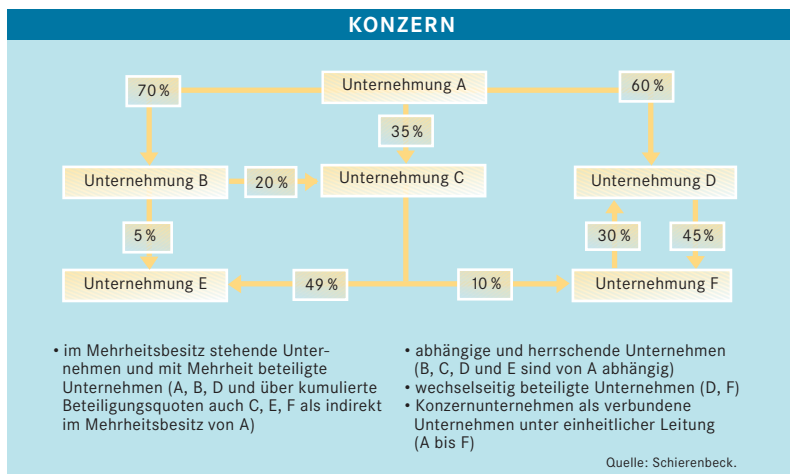 KONZERN
70 %
Unternehmung A
60 %
35 %
Unternehmung B
20 %
Unternehmung C
Unternehmung D
5 %
30 %
45 %
Unternehmung E
49 %
10 %
Unternehmung F
• im Mehrheitsbesitz stehende Unter-
nehmen und mit Mehrheit beteiligte
Unternehmen (A, B, D und über kumulierte
Beteiligungsquoten auch C, E, F als indirekt
im Mehrheitsbesitz von A)
• abhängige und herrschende Unternehmen
(B, C, D und E sind von A abhängig)
• wechselseitig beteiligte Unternehmen (D, F)
• Konzernunternehmen als verbundene
Unternehmen unter einheitlicher Leitung
(A bis F)
Quelle: Schierenbeck.